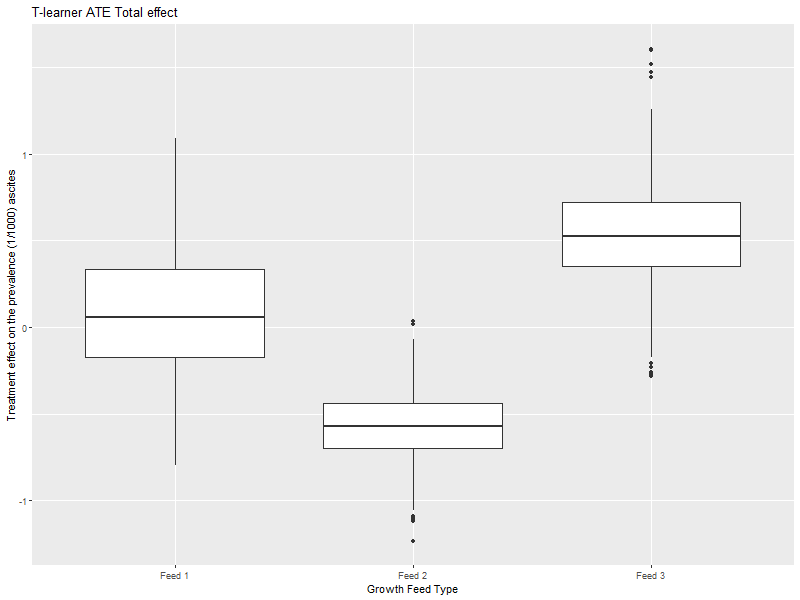 T-learner ATE Total effect
Treatment effect on the prevalence (1/1000) ascites
1
0
-1
Feed 1
Feed 2
Feed 3
Growth Feed Type